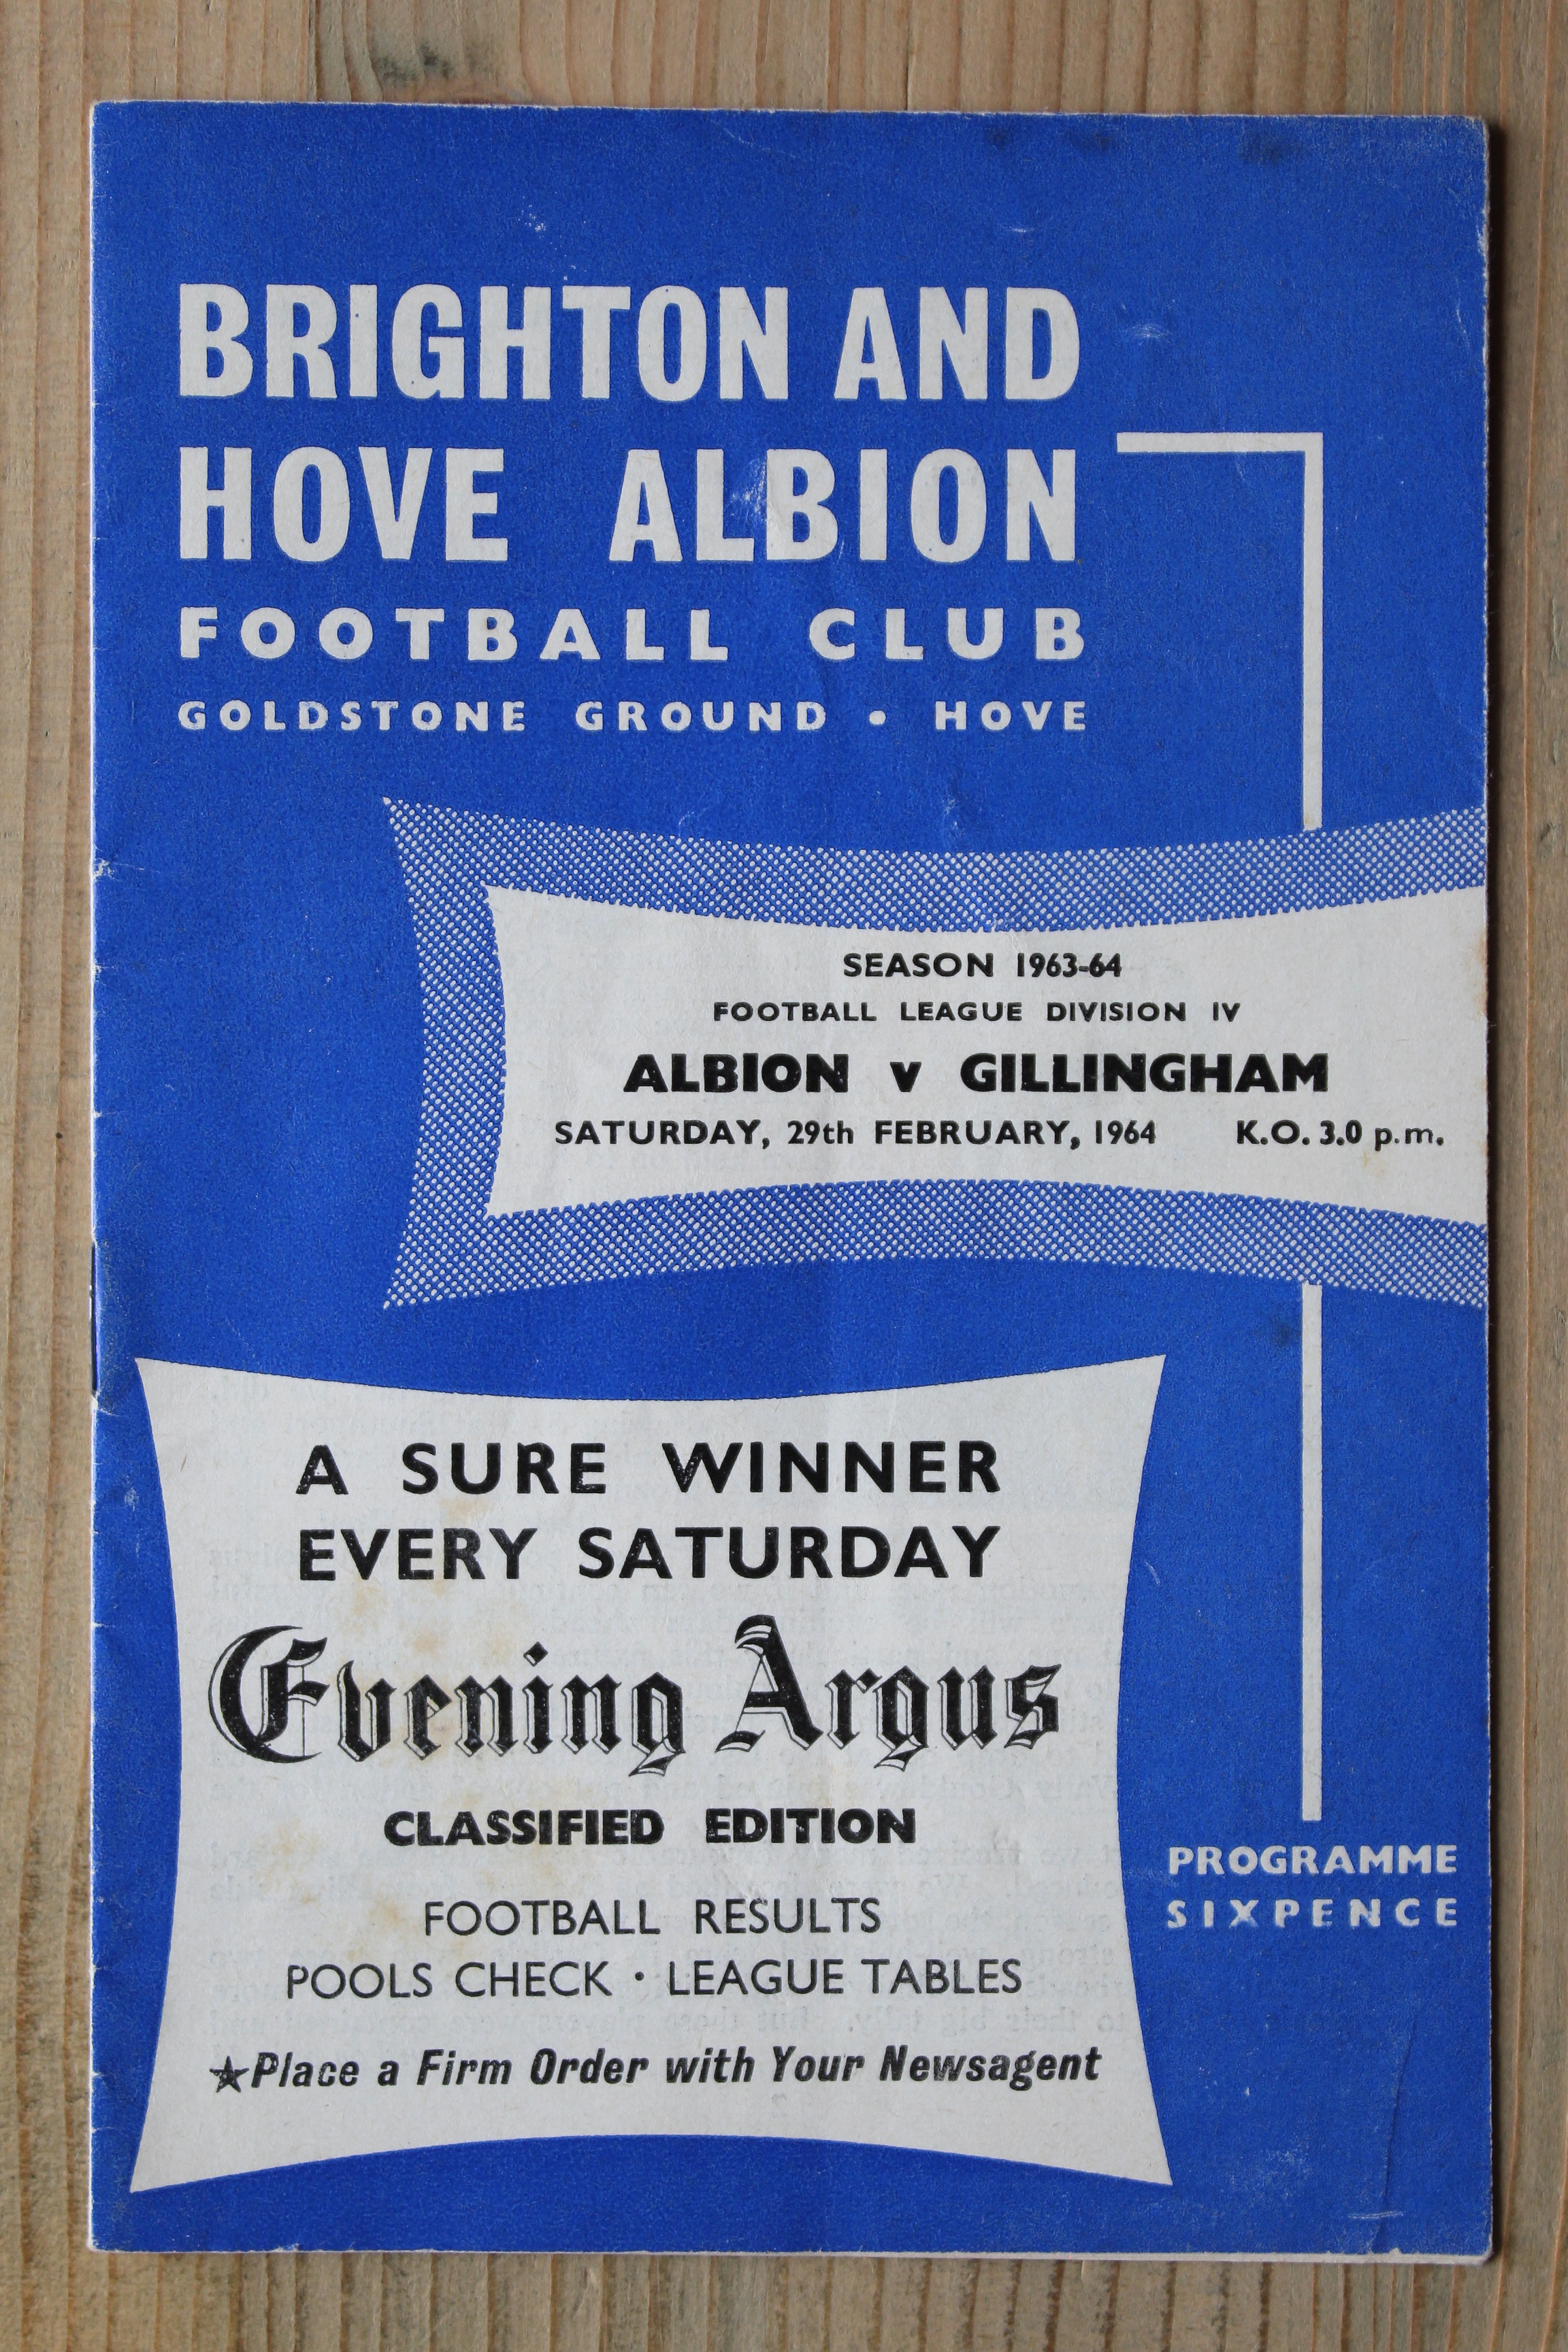 BRIGHTON AND
HOVE ALBION
FOOTBALL CLUB
GOLDSTONE GROUND • HOVE
SEASON 1963-64
FOOTBALL LEAGUE DIVISION IV
ALBION v GILLINGHAM
SATURDAY, 29th FEBRUARY, 1964 K.O. 3.0 p.m.
A SURE WINNER
EVERY SATURDAY
Evening Argus
CLASSIFIED EDITION
FOOTBALL RESULTS
POOLS CHECK • LEAGUE TABLES
★Place a Firm Order with Your Newsagent
PROGRAMME
SIXPENCE